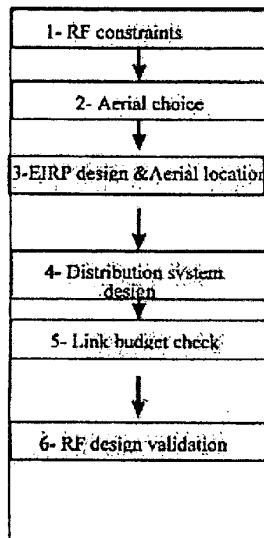 1- RF constraints
2- Aerial choice
3-EIRP design &Aerial location
4- Distribution system
design
5- Link budget check
6- RF design validation